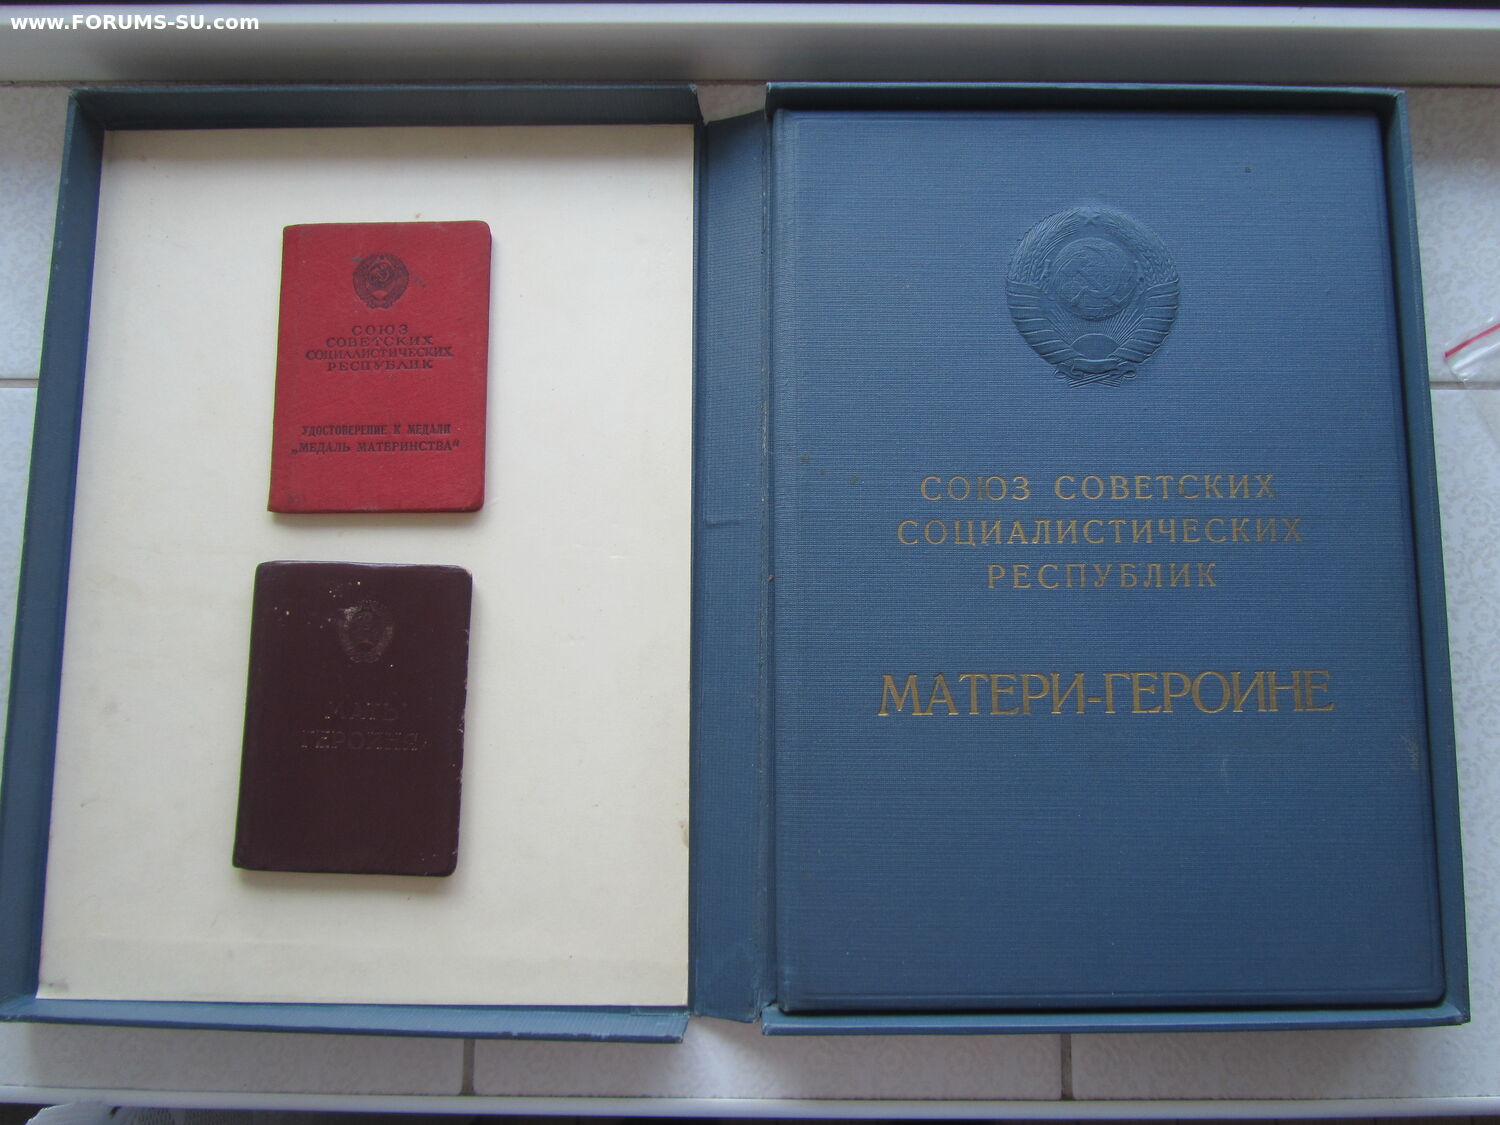 www.FORUMS-SU.com
СОЮЗ
СОВЕТСКИХ
СОЦИАЛИСТИЧЕСКИХ
РЕСПУБЛИК
УДОСТОВЕРЕНИЕ К МЕДАЛИ
„МЕДАЛЬ МАТЕРИНСТВА“
МАТЬ
ГЕРОИНЯ
СОЮЗ СОВЕТСКИХ
СОЦИАЛИСТИЧЕСКИХ
РЕСПУБЛИК
МАТЕРИ-ГЕРОИНЕ